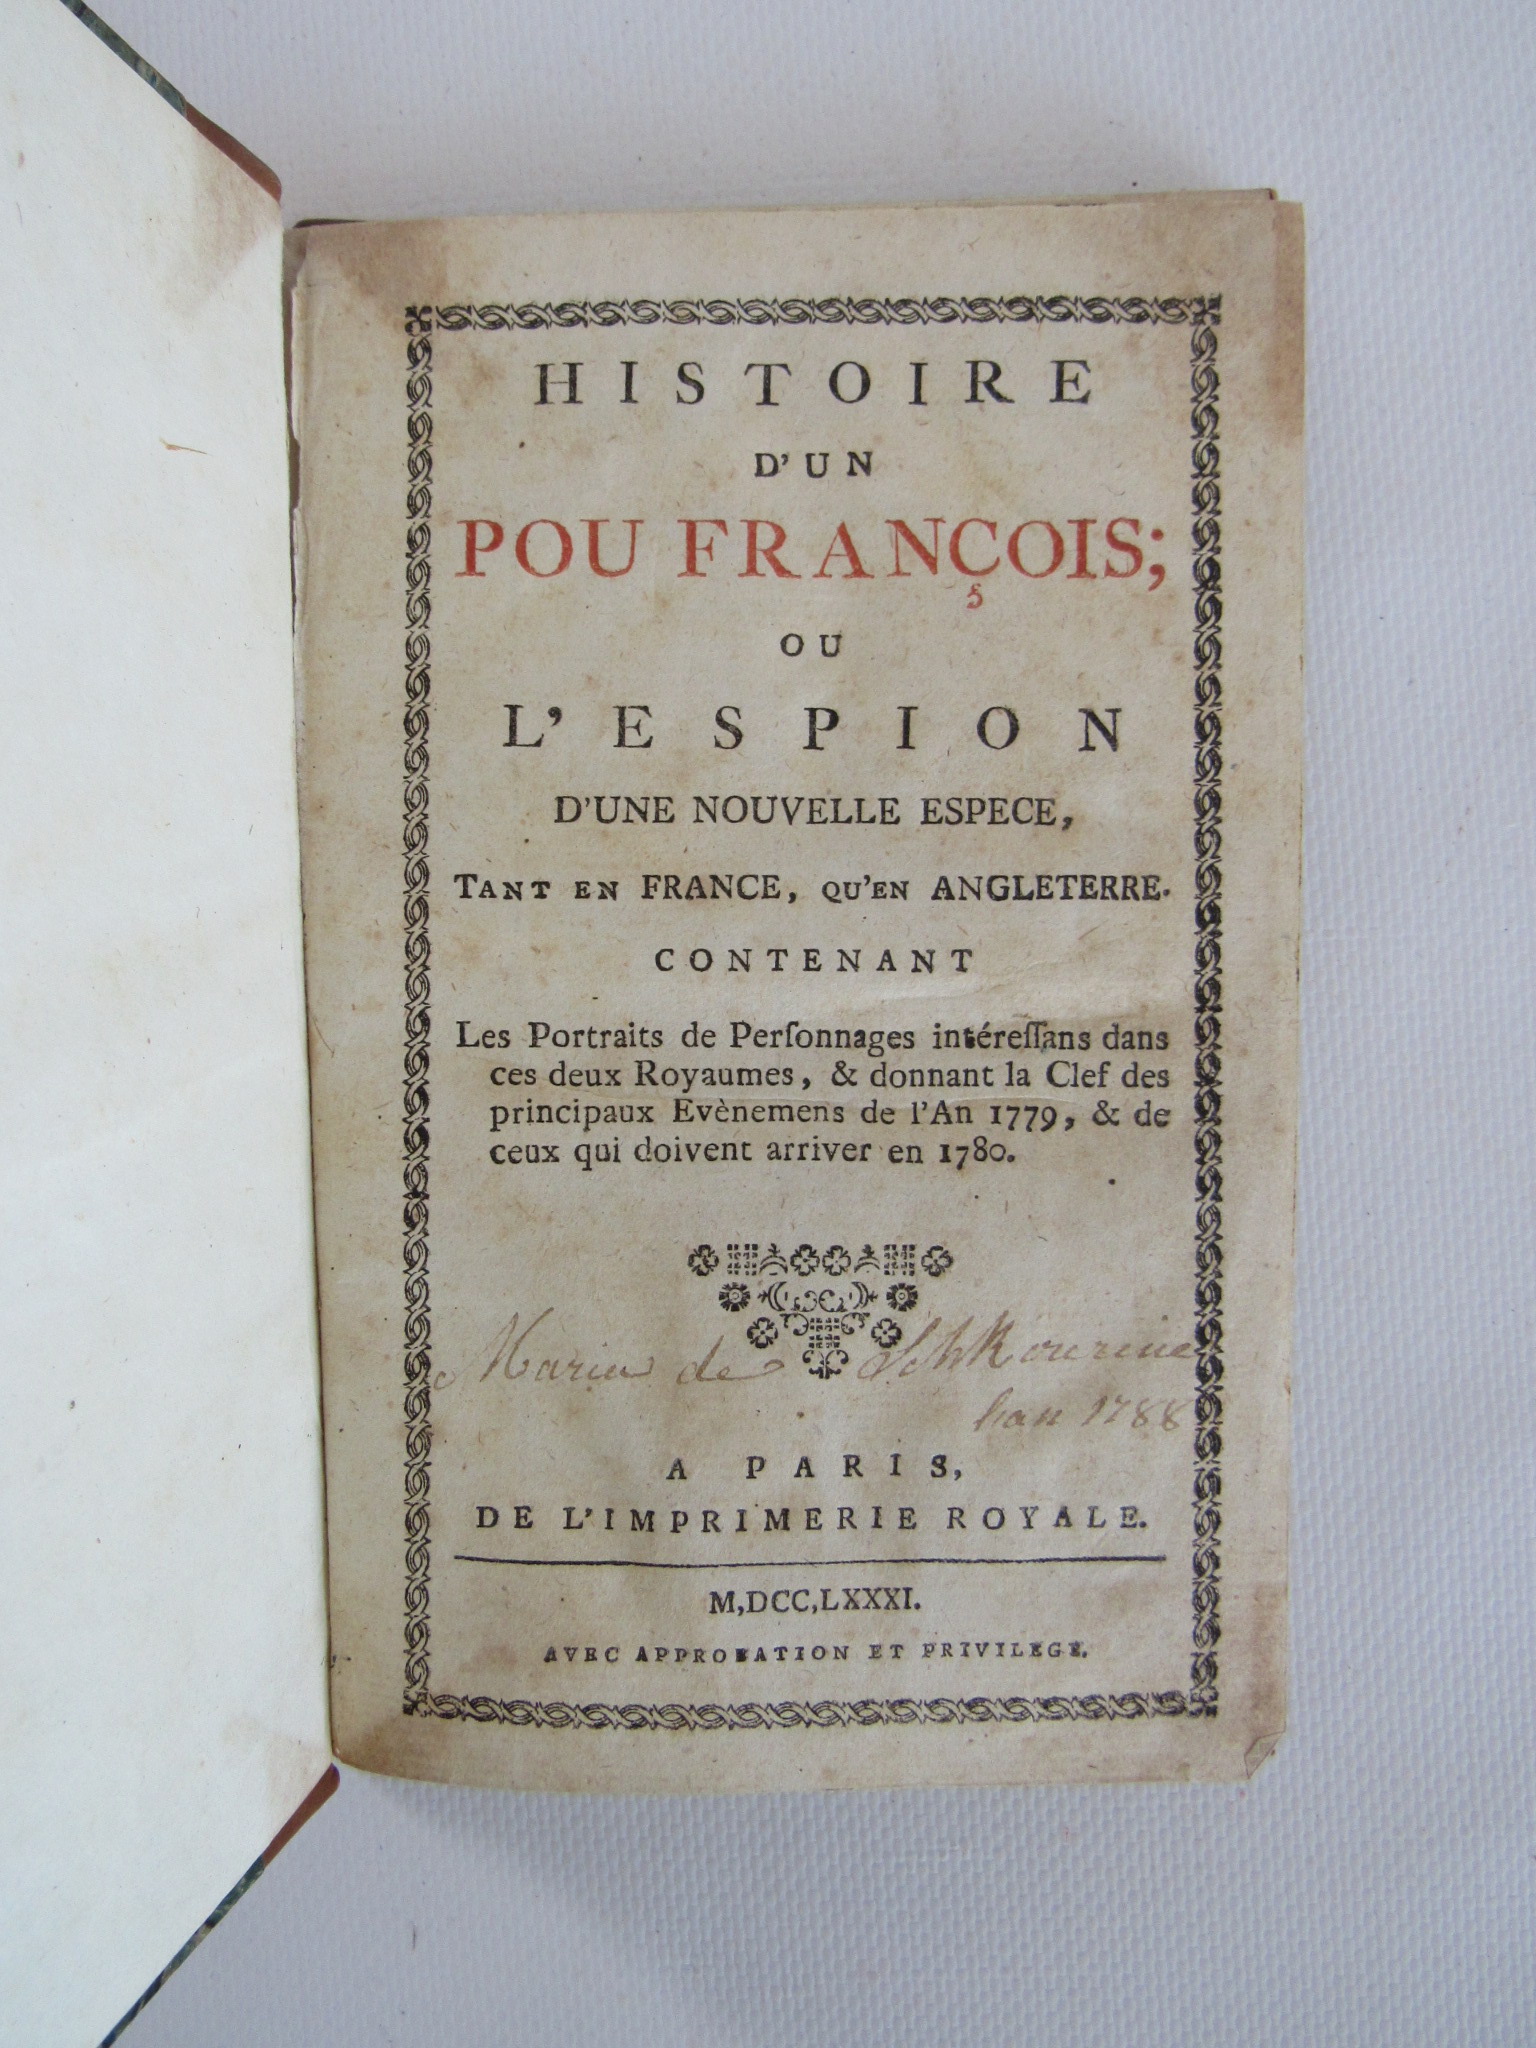 HISTOIRE
D'UN
POU FRANÇOIS;
OU
L'ESPION
D'UNE NOUVELLE ESPECE,
TANT EN FRANCE, QU'EN ANGLETERRE.
CONTENANT
Les Portraits de Perſonnages intéreſſans dans
ces deux Royaumes, & donnant la Clef des
principaux Evènemens de l'An 1779, & de
ceux qui doivent arriver en 1780.
Maria de
l'an 1788
A PARIS,
DE L'IMPRIMERIE ROYALE.
M,DCC,LXXXI.
AVEC APPROBATION ET PRIVILEGE.